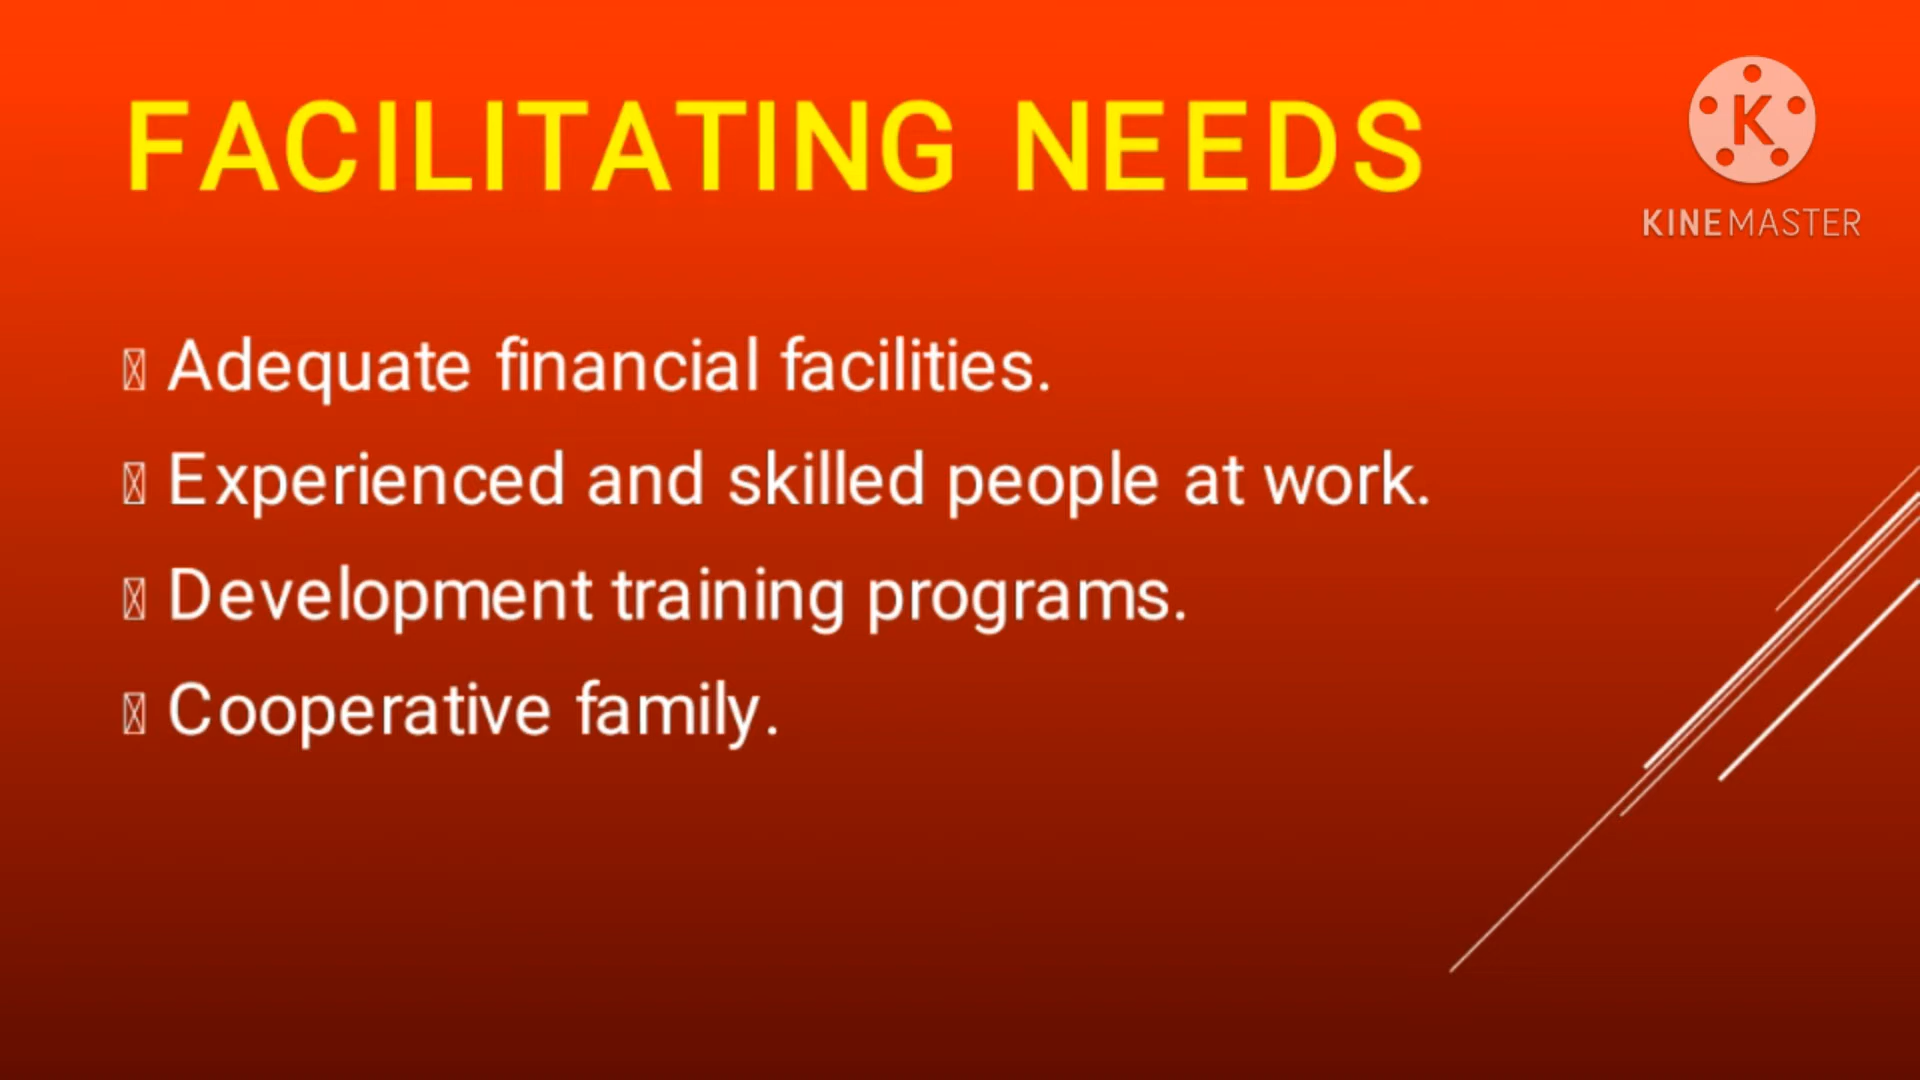 FACILITATING NEEDS
K
KINEMASTER
Adequate financial facilities.
Experienced and skilled people at work.
Development training programs.
Cooperative family.